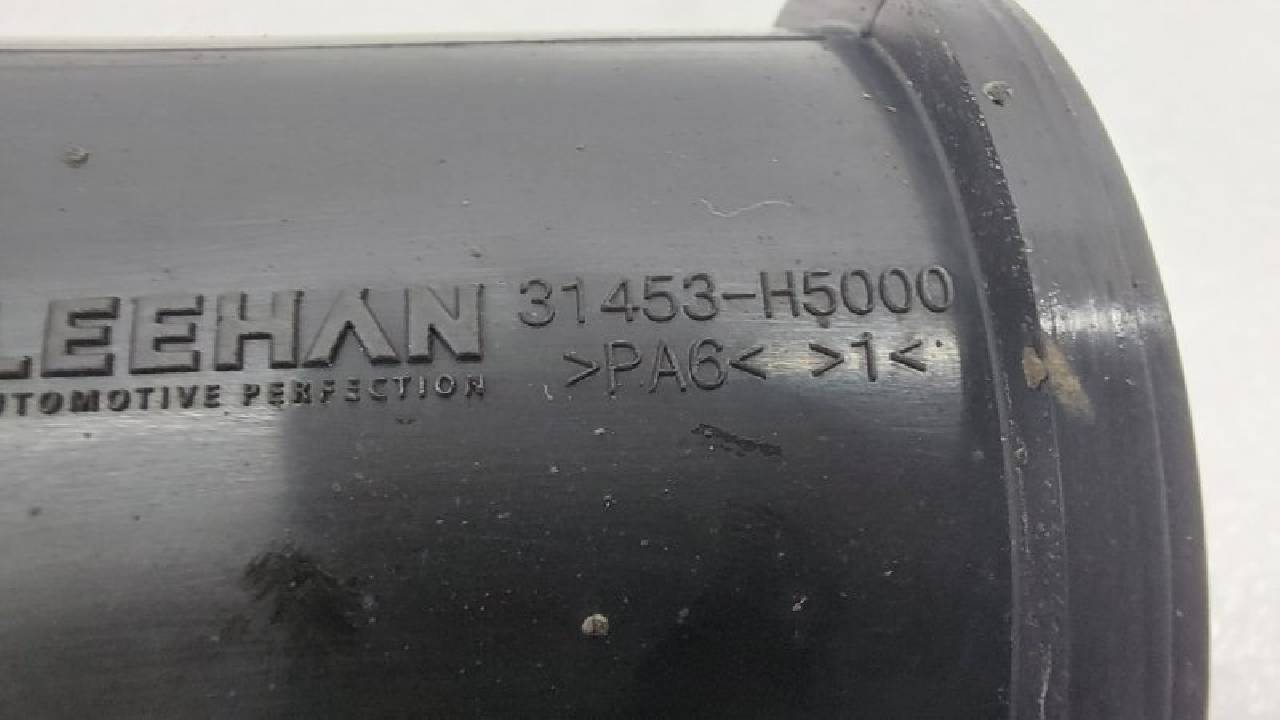 LEEHAN 31453-H5000
UTOMOTIVE PERFECTION >PA6< >1<